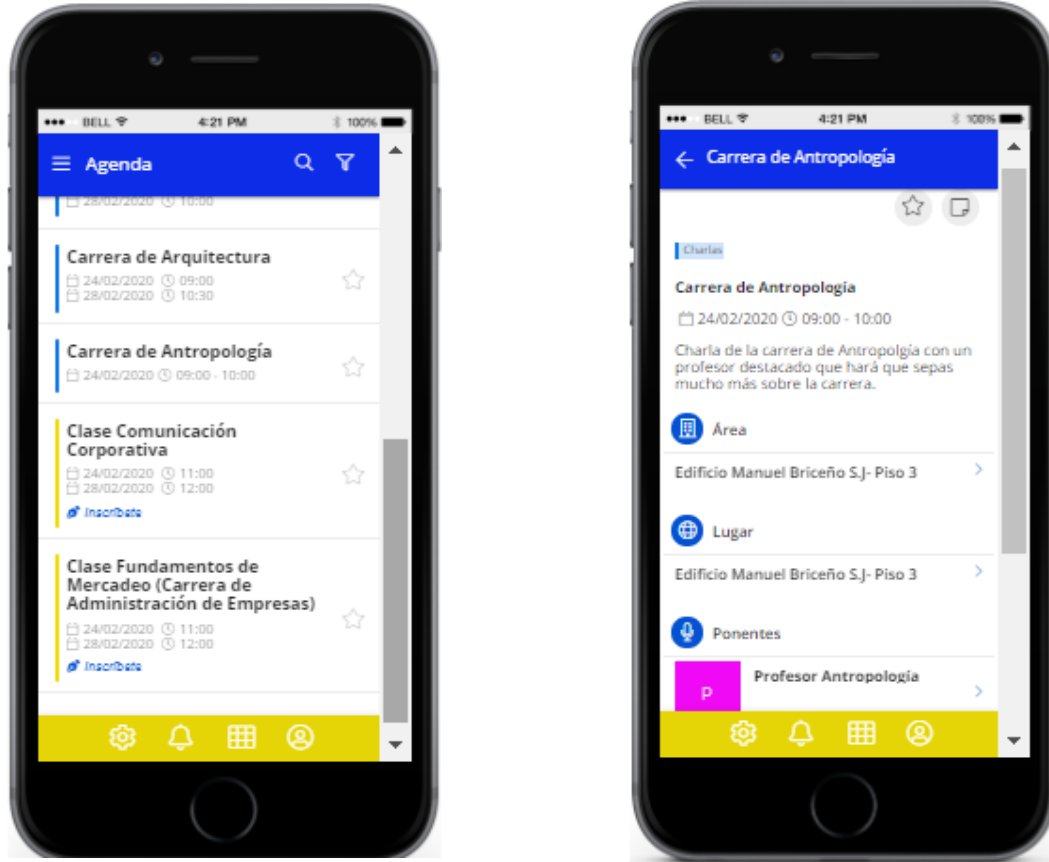 BELL 4:21 PM 100%
Agenda
28/02/2020 10:00
Carrera de Arquitectura
24/02/2020 09:00
28/02/2020 10:30
Carrera de Antropología
24/02/2020 09:00 - 10:00
Clase Comunicación
Corporativa
24/02/2020 11:00
28/02/2020 12:00
Inscríbete
Clase Fundamentos de
Mercadeo (Carrera de
Administración de Empresas)
24/02/2020 11:00
28/02/2020 12:00
Inscríbete
BELL 4:21 PM 100%
Carrera de Antropología
Charlas
Carrera de Antropología
24/02/2020 09:00 - 10:00
Charla de la carrera de Antropolgía con un
profesor destacado que hará que sepas
mucho más sobre la carrera.
Área
Edificio Manuel Briceño S.J- Piso 3
Lugar
Edificio Manuel Briceño S.J- Piso 3
Ponentes
P Profesor Antropología